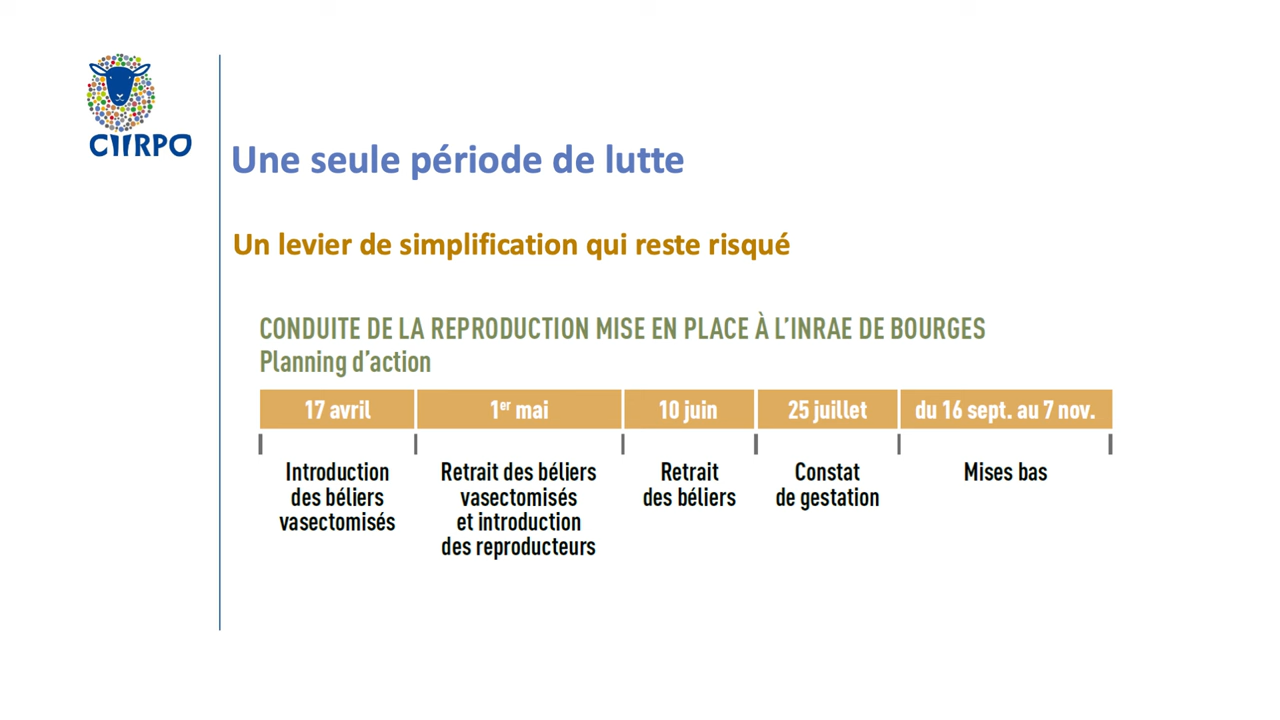 CIIRPO
Une seule période de lutte
Un levier de simplification qui reste risqué
CONDUITE DE LA REPRODUCTION MISE EN PLACE À L'INRAE DE BOURGES
Planning d'action
17 avril
1er mai
10 juin
25 juillet
du 16 sept. au 7 nov.
Introduction
des béliers
vasectomisés
Retrait des béliers
vasectomisés
et introduction
des reproducteurs
Retrait
des béliers
Constat
de gestation
Mises bas